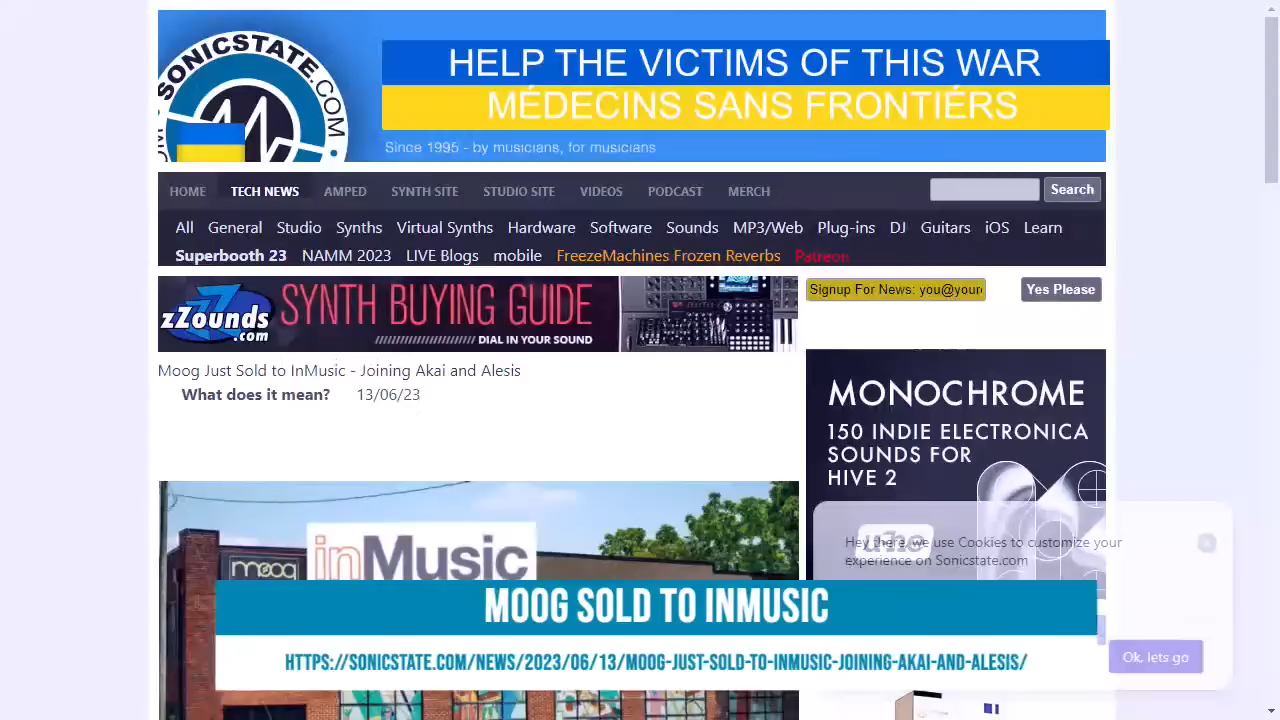 SONICSTATE.COM
HELP THE VICTIMS OF THIS WAR
MÉDECINS SANS FRONTIÉRS
Since 1995 - by musicians, for musicians
HOME TECH NEWS AMPED SYNTH SITE STUDIO SITE VIDEOS PODCAST MERCH Search
All General Studio Synths Virtual Synths Hardware Software Sounds MP3/Web Plug-ins DJ Guitars iOS Learn
Superbooth 23 NAMM 2023 LIVE Blogs mobile FreezeMachines Frozen Reverbs Patreon
zZounds.com
SYNTH BUYING GUIDE
DIAL IN YOUR SOUND
Signup For News: you@your Yes Please
Moog Just Sold to InMusic - Joining Akai and Alesis
What does it mean? 13/06/23
MONOCHROME
150 INDIE ELECTRONICA
SOUNDS FOR
HIVE 2
u-he
Hey there, we use Cookies to customize your
experience on Sonicstate.com
Ok, lets go
moog
inMusic
MOOG SOLD TO INMUSIC
HTTPS://SONICSTATE.COM/NEWS/2023/06/13/MOOG-JUST-SOLD-TO-INMUSIC-JOINING-AKAI-AND-ALESIS/